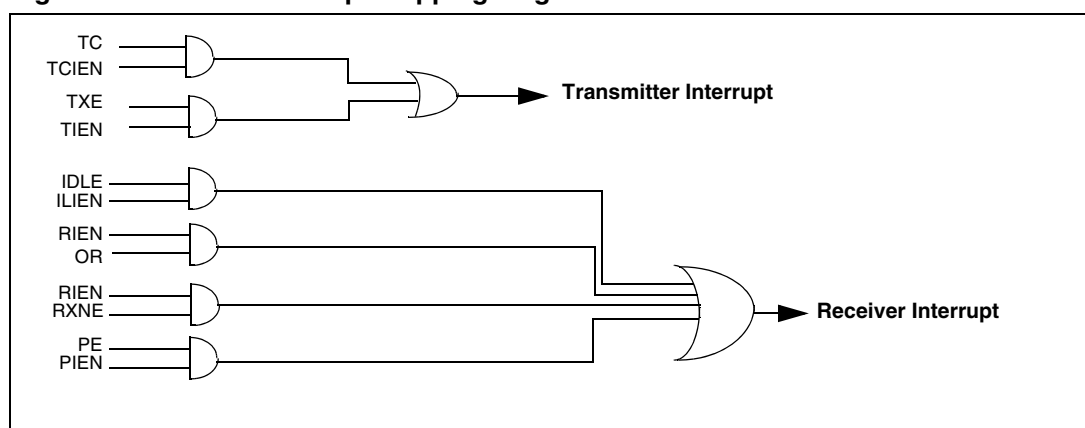 TC
TCIEN
Transmitter Interrupt
TXE
TIEN
IDLE
ILIEN
RIEN
OR
RIEN
RXNE
Receiver Interrupt
PE
PIEN